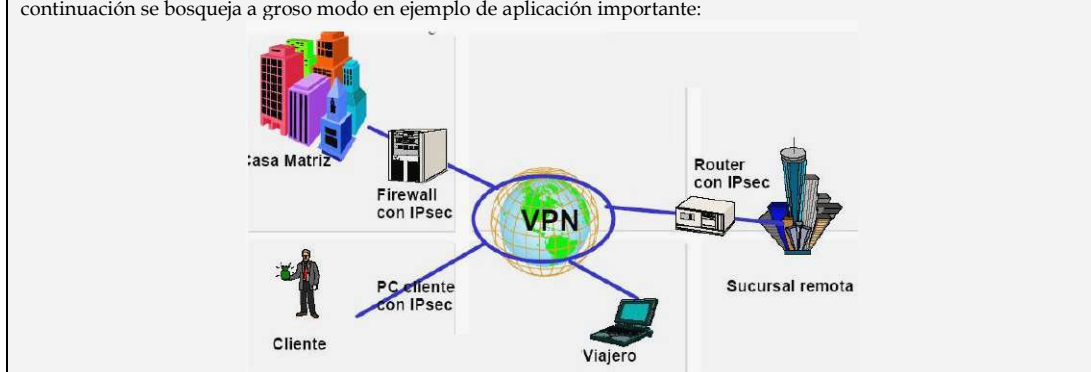 continuación se bosqueja a groso modo en ejemplo de aplicación importante:
Casa Matriz
Firewall
con IPsec
VPN
Router
con IPsec
Sucursal remota
PC cliente
con IPsec
Cliente
Viajero